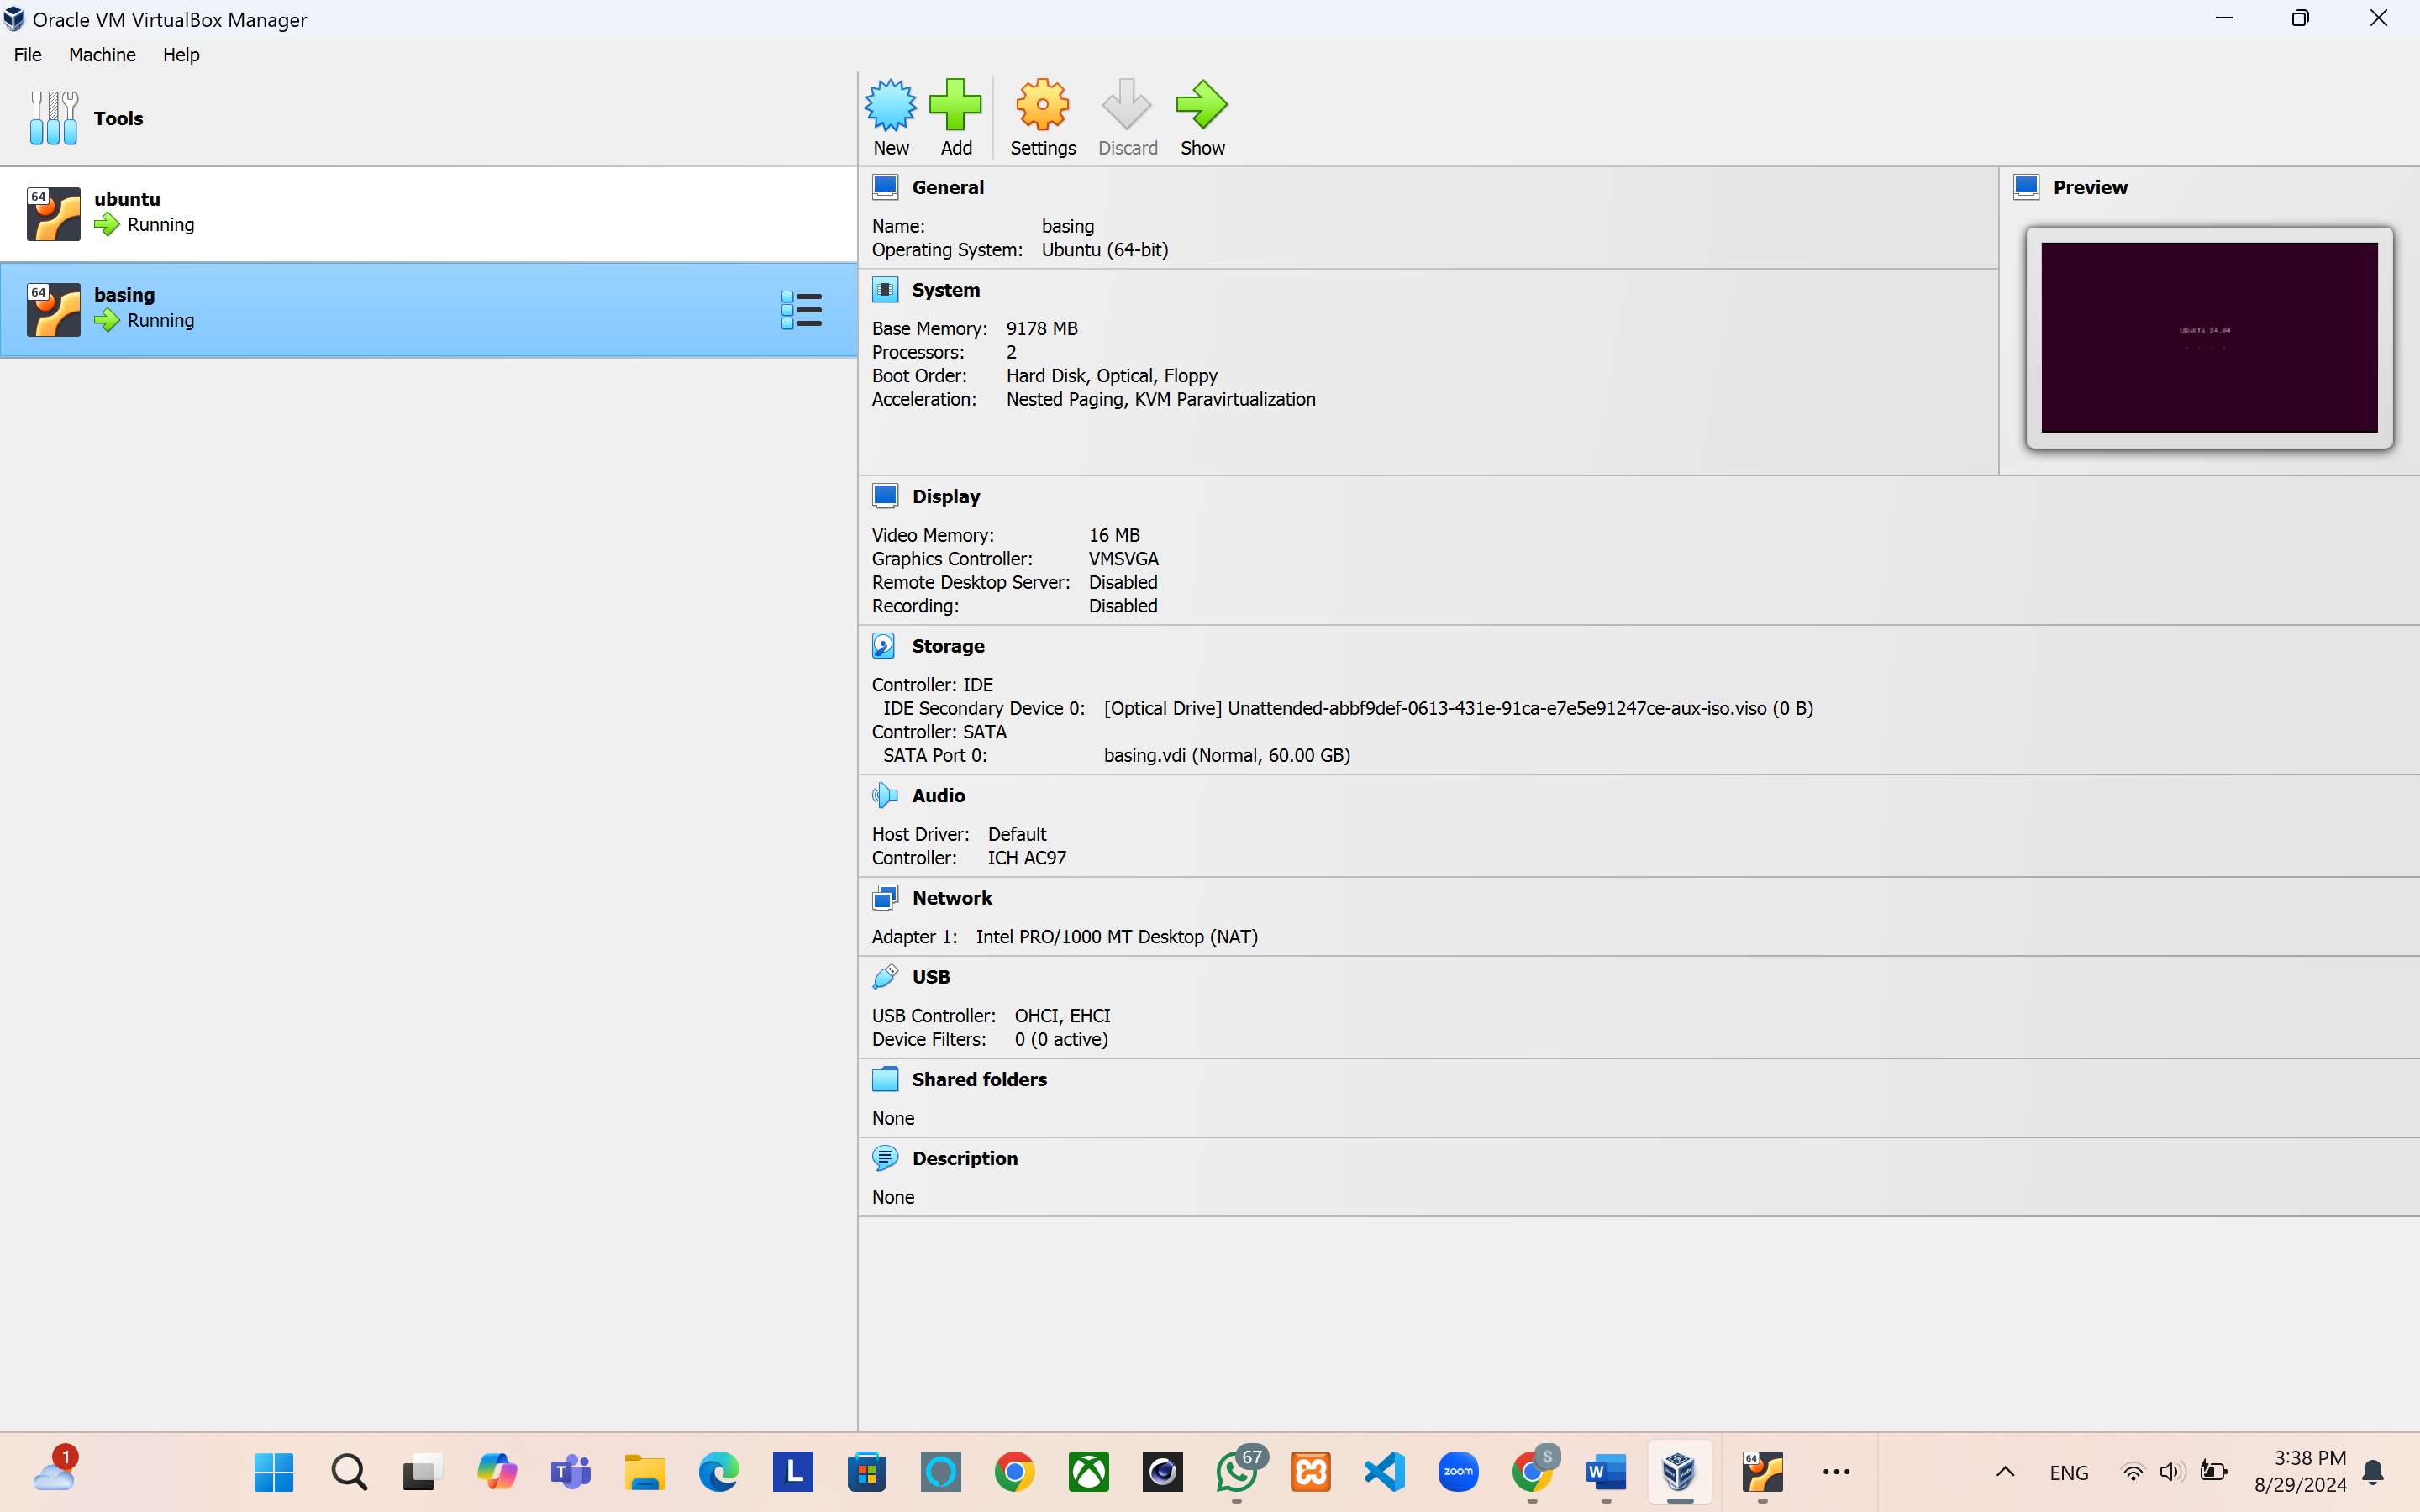 Oracle VM VirtualBox Manager
File Machine Help
Tools
New Add Settings Discard Show
64
ubuntu
Running
64
basing
Running
General
Name: basing
Operating System: Ubuntu (64-bit)
Preview
Ubuntu 24.04
System
Base Memory: 9178 MB
Processors: 2
Boot Order: Hard Disk, Optical, Floppy
Acceleration: Nested Paging, KVM Paravirtualization
Display
Video Memory: 16 MB
Graphics Controller: VMSVGA
Remote Desktop Server: Disabled
Recording: Disabled
Storage
Controller: IDE
IDE Secondary Device 0: [Optical Drive] Unattended-abbf9def-0613-431e-91ca-e7e5e91247ce-aux-iso.viso (0 B)
Controller: SATA
SATA Port 0: basing.vdi (Normal, 60.00 GB)
Audio
Host Driver: Default
Controller: ICH AC97
Network
Adapter 1: Intel PRO/1000 MT Desktop (NAT)
USB
USB Controller: OHCI, EHCI
Device Filters: 0 (0 active)
Shared folders
None
Description
None
1
T
L
67
zoom
S
W
64
ENG
3:38 PM
8/29/2024